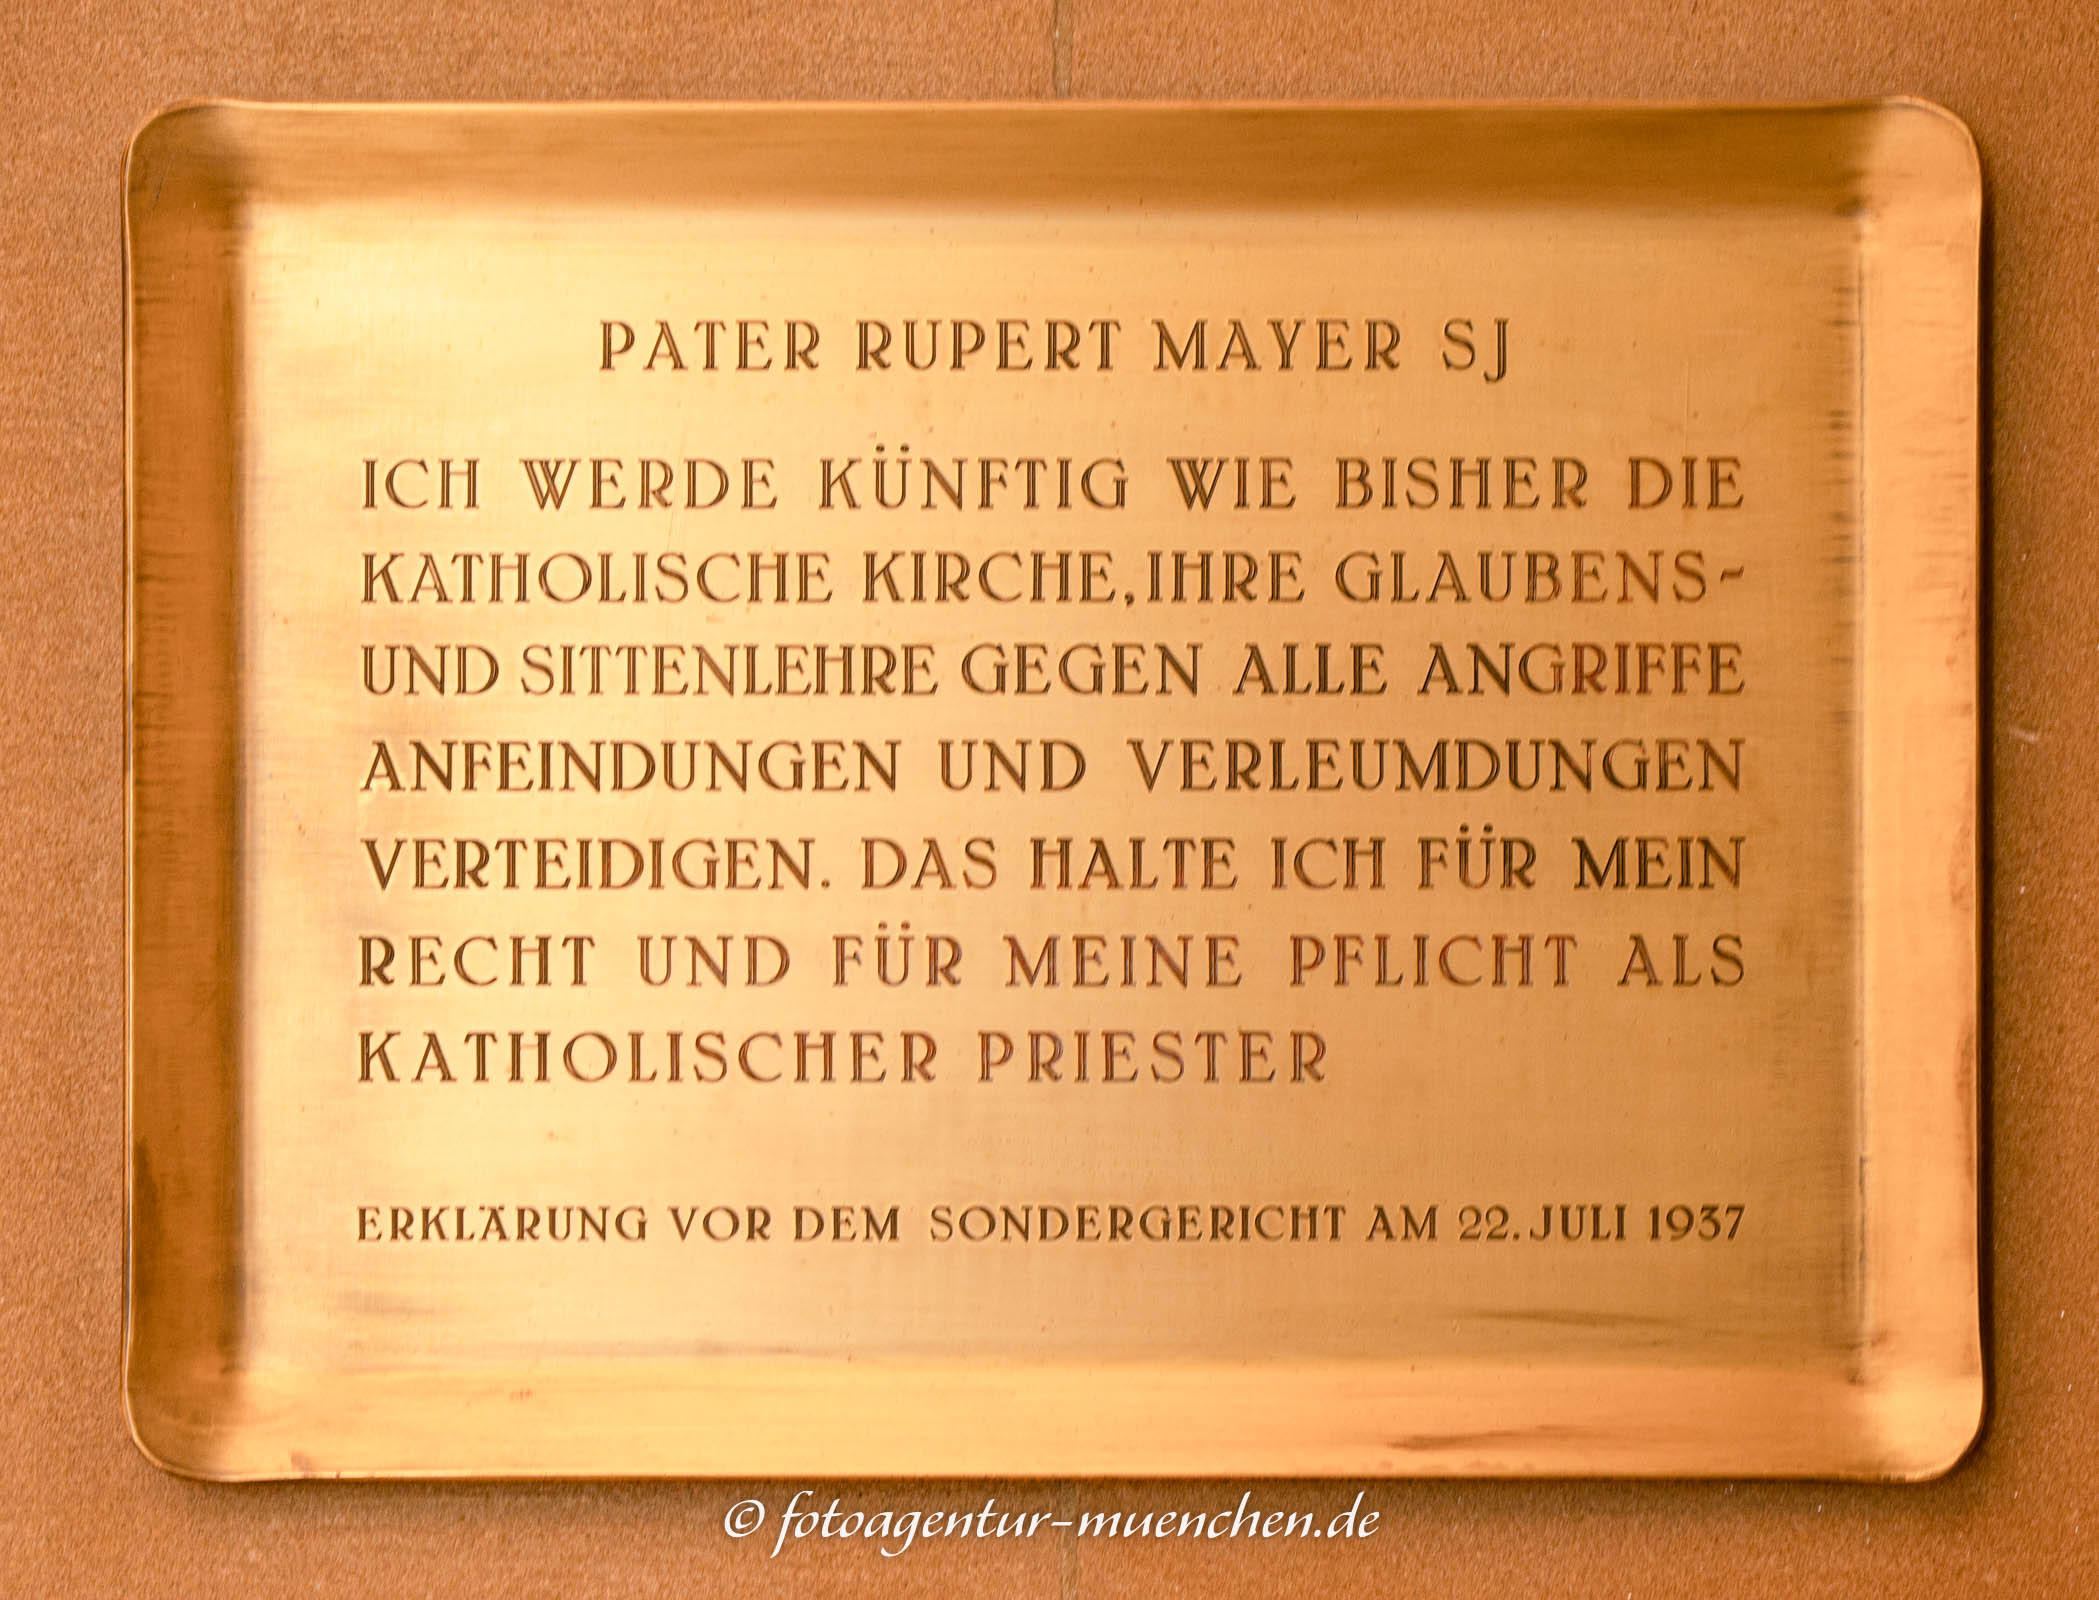 PATER RUPERT MAYER SJ
ICH WERDE KÜNFTIG WIE BISHER DIE
KATHOLISCHE KIRCHE, IHRE GLAUBENS-
UND SITTENLEHRE GEGEN ALLE ANGRIFFE
ANFEINDUNGEN UND VERLEUMDUNGEN
VERTEIDIGEN. DAS HALTE ICH FÜR MEIN
RECHT UND FÜR MEINE PFLICHT ALS
KATHOLISCHER PRIESTER
ERKLÄRUNG VOR DEM SONDERGERICHT AM 22. JULI 1937
© fotoagentur-muenchen.de